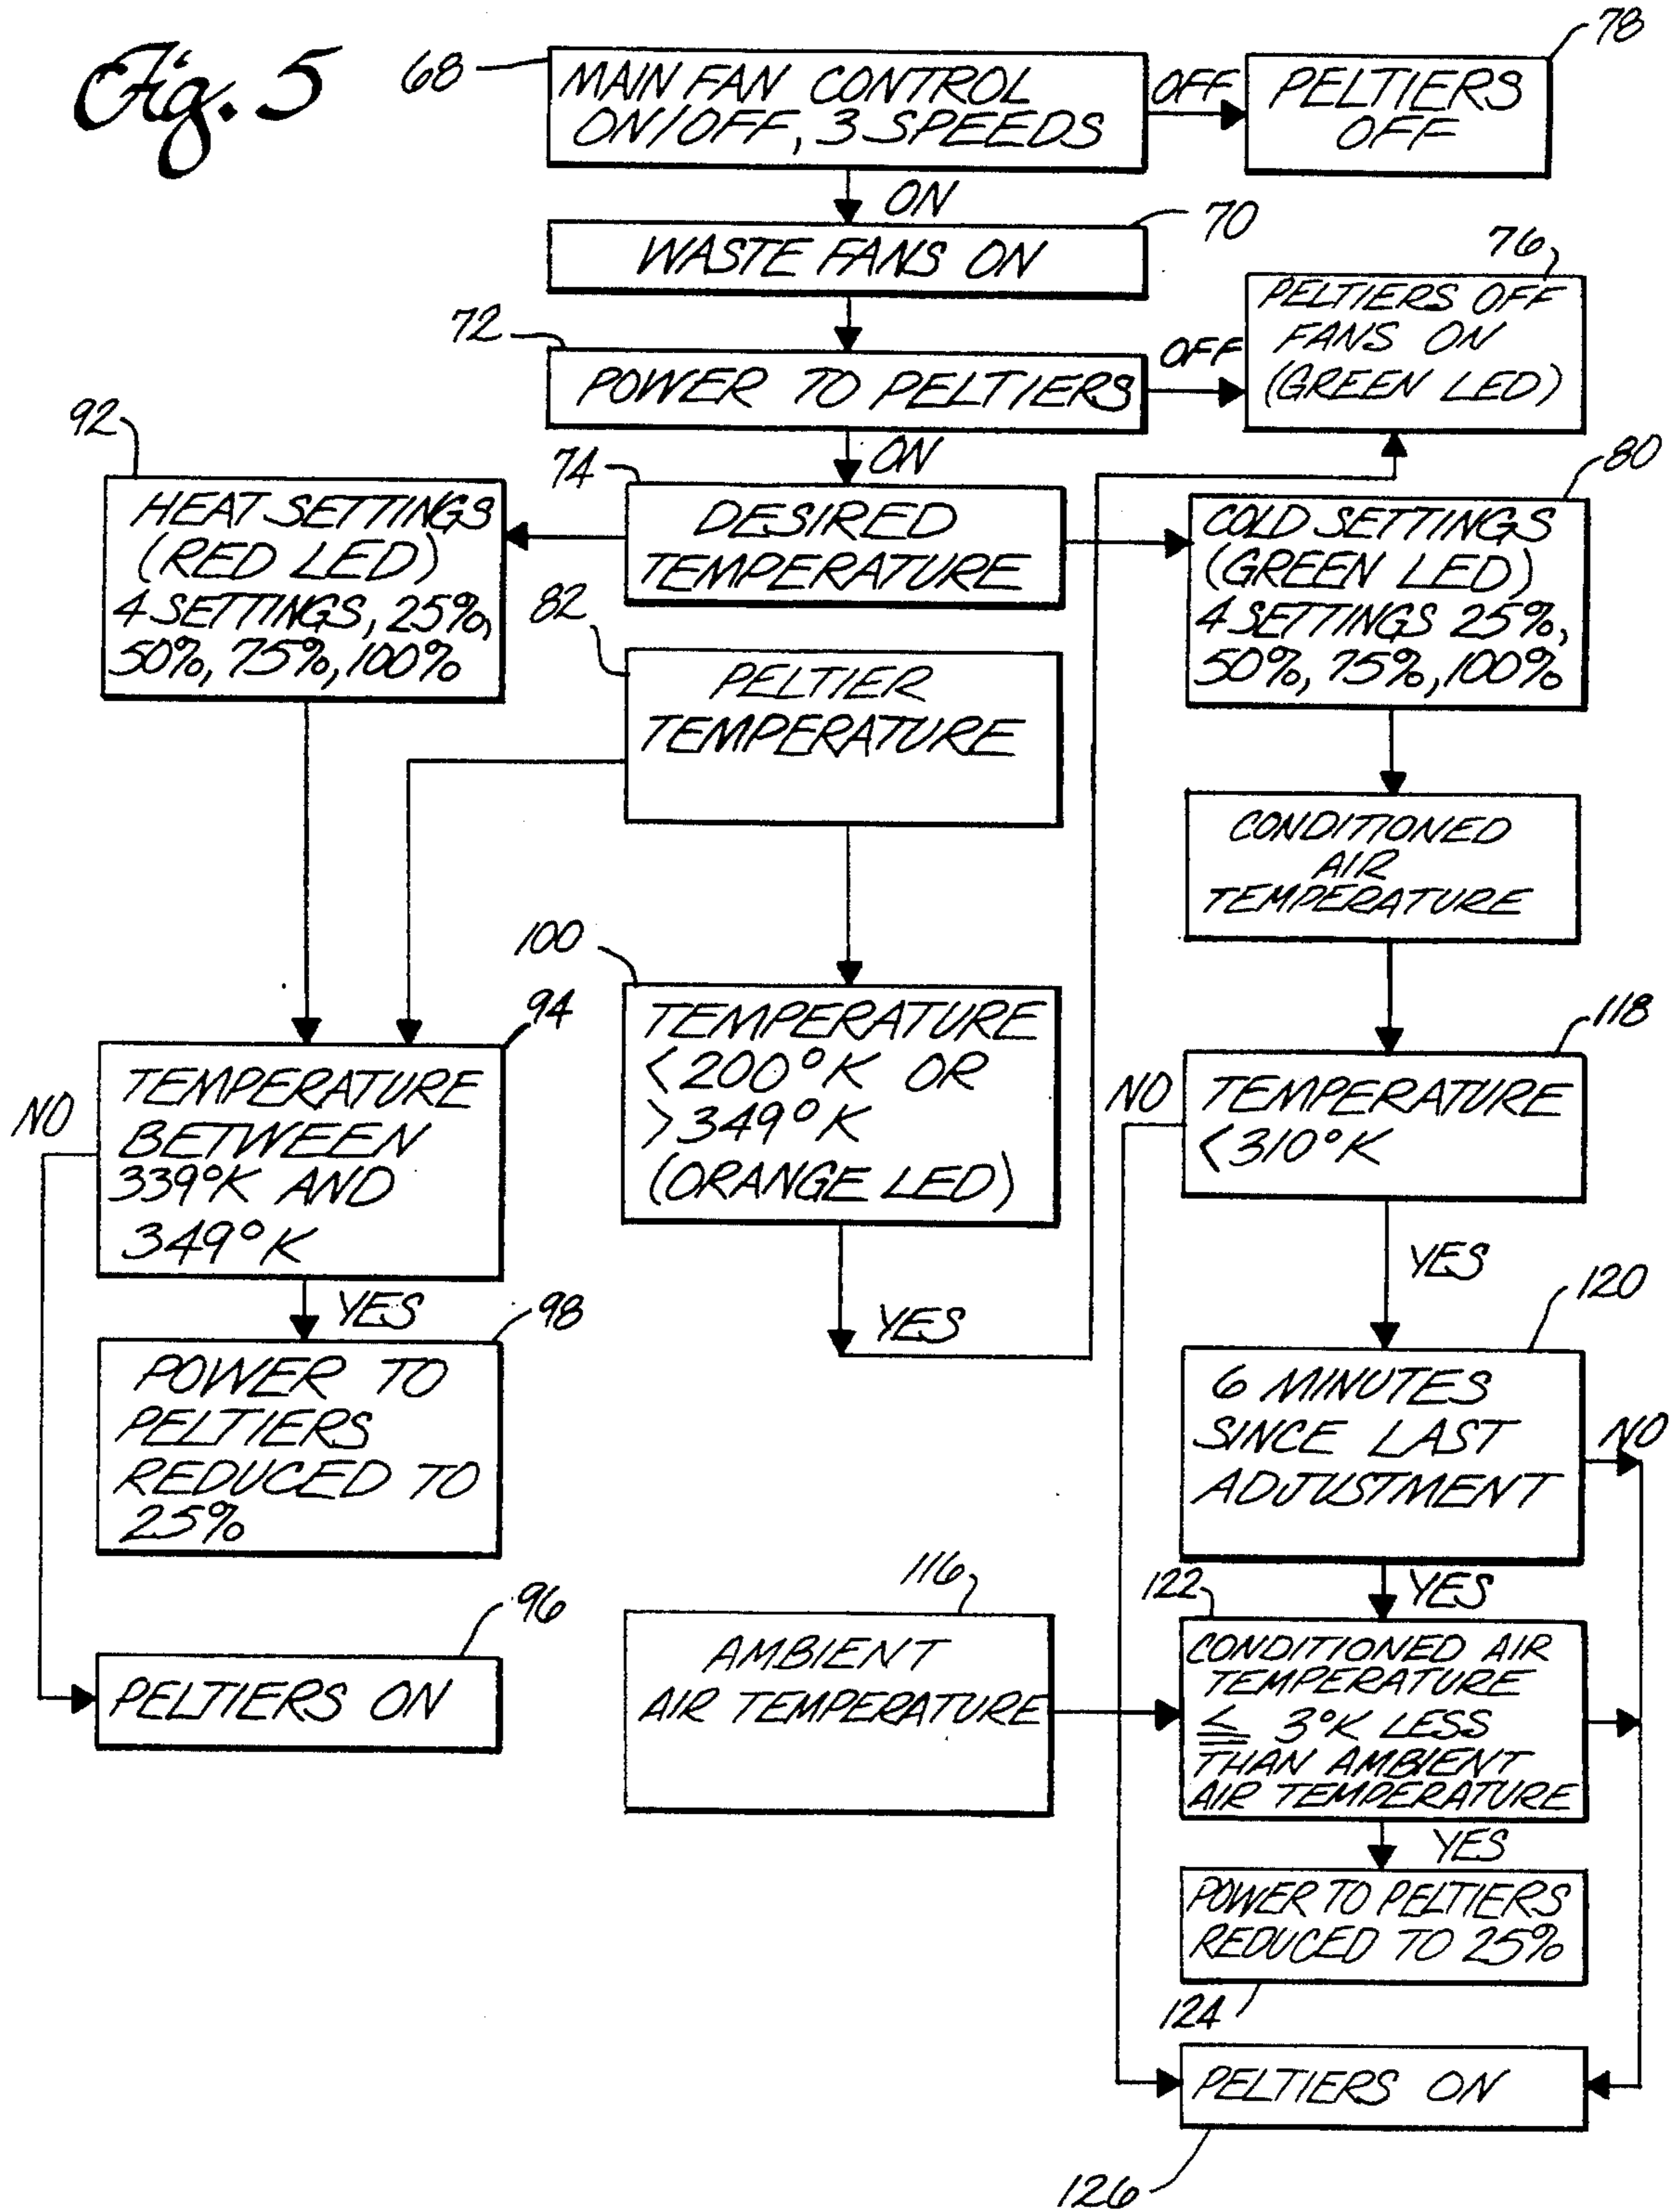 Fig. 5
68
MAIN FAN CONTROL
ON/OFF, 3 SPEEDS
OFF
78
PELTIERS
OFF
ON
70
WASTE FANS ON
72
POWER TO PELTIERS
OFF
76
PELTIERS OFF
FANS ON
(GREEN LED)
ON
92
HEAT SETTINGS
(RED LED)
4 SETTINGS, 25%,
50%, 75%, 100%
74
DESIRED
TEMPERATURE
80
COLD SETTINGS
(GREEN LED)
4 SETTINGS 25%,
50%, 75%, 100%
82
PELTIER
TEMPERATURE
CONDITIONED
AIR
TEMPERATURE
94
TEMPERATURE
BETWEEN
339°K AND
349°K
NO
YES
100
TEMPERATURE
<200°K OR
>349°K
(ORANGE LED)
YES
118
TEMPERATURE
<310°K
NO
YES
98
POWER TO
PELTIERS
REDUCED TO
25%
120
6 MINUTES
SINCE LAST
ADJUSTMENT
NO
YES
96
PELTIERS ON
116
AMBIENT
AIR TEMPERATURE
122
CONDITIONED AIR
TEMPERATURE
≦ 3°K LESS
THAN AMBIENT
AIR TEMPERATURE
YES
POWER TO PELTIERS
REDUCED TO 25%
124
PELTIERS ON
126